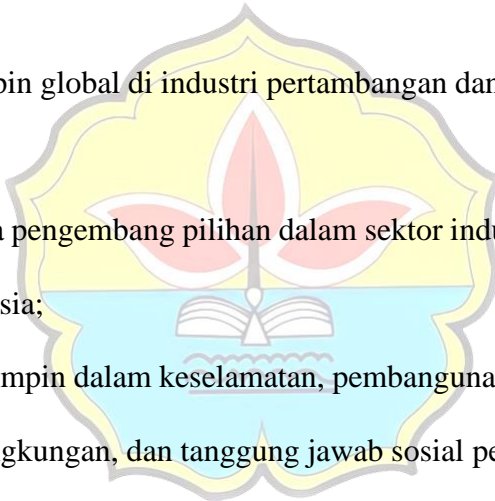 pin global di industri pertambangan dan
a pengembang pilihan dalam sektor indu
sia;
mpin dalam keselamatan, pembanguna
gkungan, dan tanggung jawab sosial pe